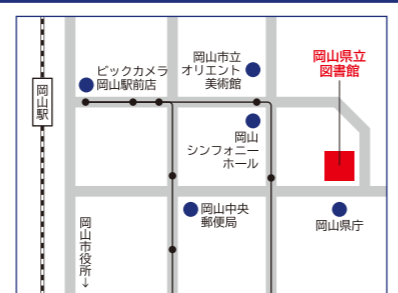 岡山駅
ビックカメラ
岡山駅前店
岡山市立
オリエント
美術館
岡山県立
図書館
岡山
シンフォニー
ホール
岡山中央
郵便局
岡山県庁
岡山市役所↓